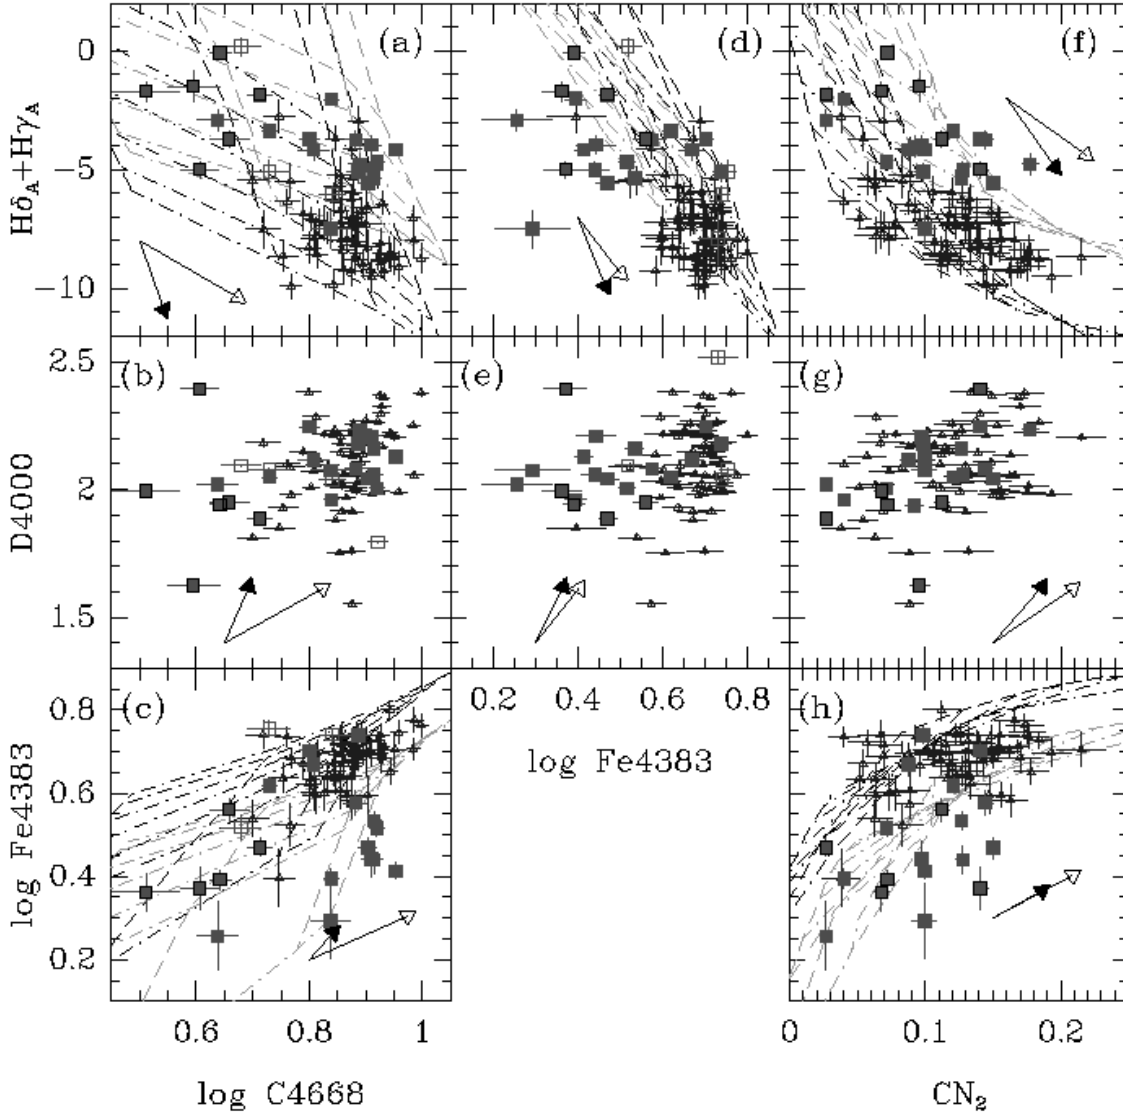 (a) (d) (f)
0
−5
−10
Hδ_A+Hγ_A
(b) (e) (g)
2.5
2
1.5
D4000
(c) (h)
0.8
0.6
0.4
0.2
log Fe4383
0.2 0.4 0.6 0.8
log Fe4383
0.6 0.8 1
log C4668
0 0.1 0.2
CN₂